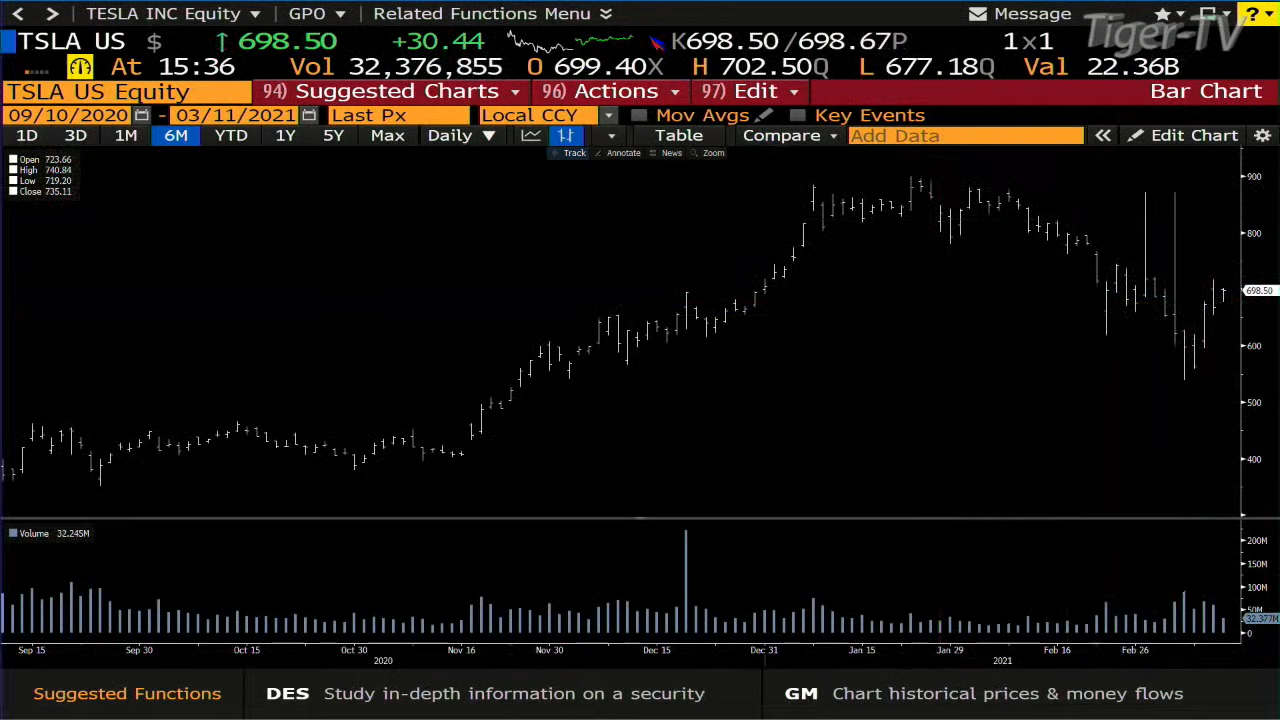 < > TESLA INC Equity GPO Related Functions Menu Message ?
TSLA US $ ↑ 698.50 +30.44 K698.50 /698.67P 1x1 Tiger-TV
At 15:36 Vol 32,376,855 O 699.40X H 702.50Q L 677.18Q Val 22.36B
TSLA US Equity 94) Suggested Charts 96) Actions 97) Edit Bar Chart
09/10/2020 - 03/11/2021 Last Px Local CCY Mov Avgs Key Events
1D 3D 1M 6M YTD 1Y 5Y Max Daily ▼ Table Compare Add Data « Edit Chart
Track Annotate News Zoom
Open 723.66
High 740.84
Low 719.20
Close 735.11
900
800
698.50
600
500
400
Volume 32.245M
200M
150M
100M
50M
32.377M
0
Sep 15 Sep 30 Oct 15 Oct 30 Nov 16 Nov 30 Dec 15 Dec 31 Jan 15 Jan 29 Feb 16 Feb 26
2020 2021
Suggested Functions DES Study in-depth information on a security GM Chart historical prices & money flows